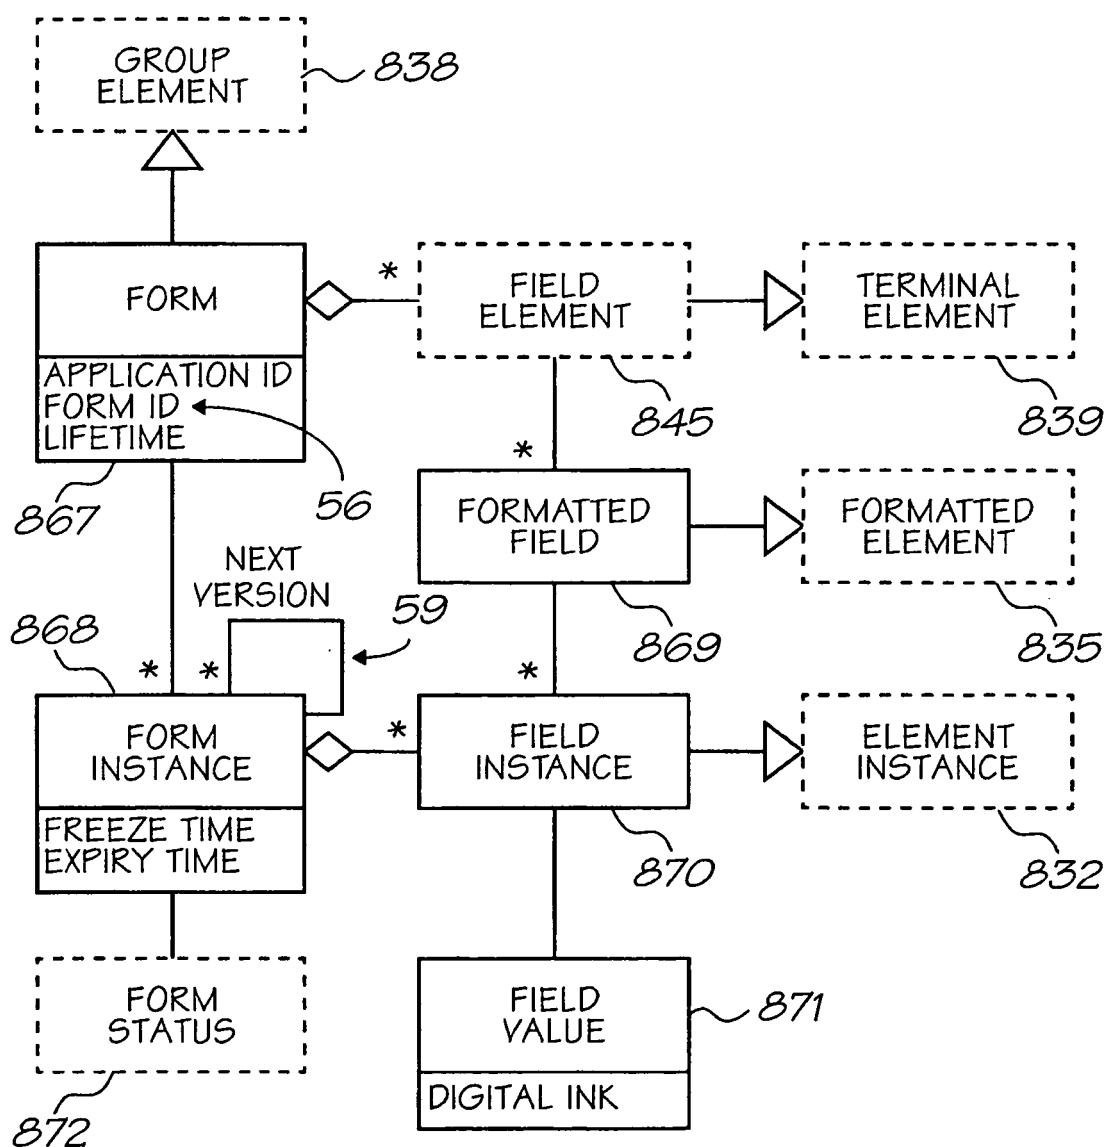 GROUP
ELEMENT
838
FORM
*
FIELD
ELEMENT
TERMINAL
ELEMENT
APPLICATION ID
FORM ID
LIFETIME
845
839
867
56
*
FORMATTED
FIELD
FORMATTED
ELEMENT
NEXT
VERSION
59
869
835
868
*
*
*
FORM
INSTANCE
*
FIELD
INSTANCE
ELEMENT
INSTANCE
FREEZE TIME
EXPIRY TIME
870
832
FORM
STATUS
FIELD
VALUE
871
872
DIGITAL INK